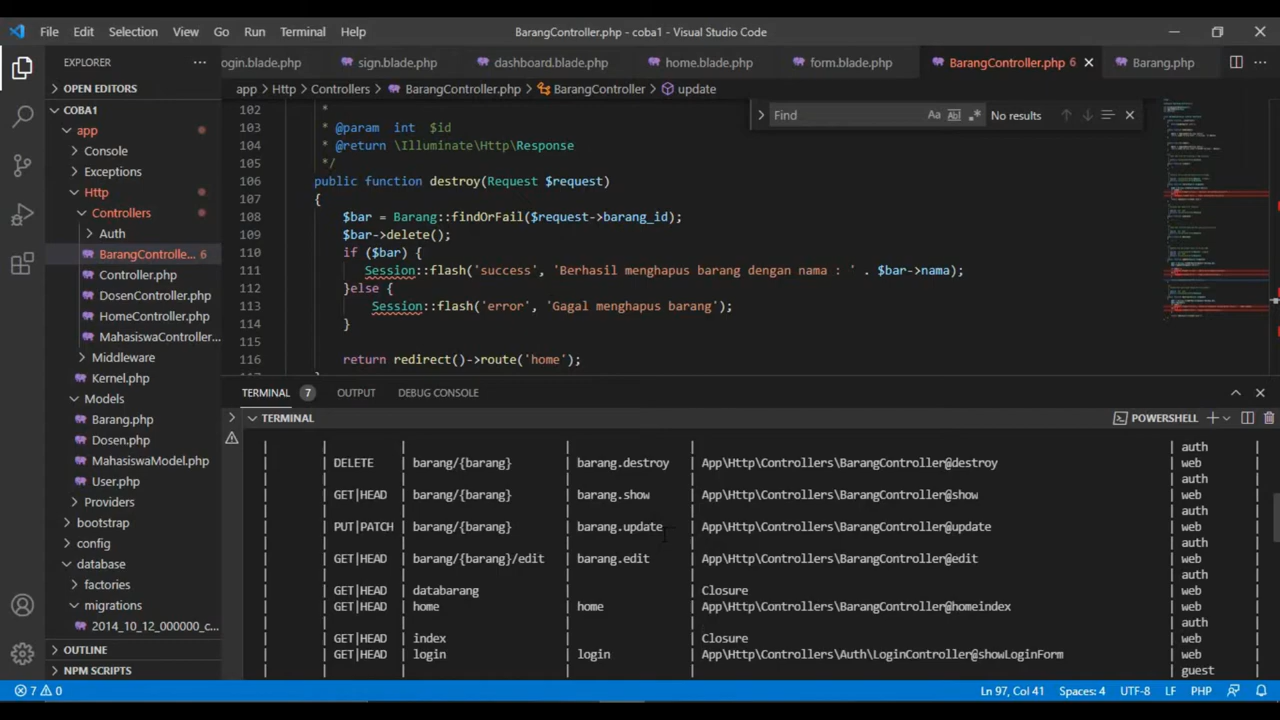 File Edit Selection View Go Run Terminal Help BarangController.php - coba1 - Visual Studio Code
EXPLORER ogin.blade.php sign.blade.php dashboard.blade.php home.blade.php form.blade.php BarangController.php 6 Barang.php
OPEN EDITORS
COBA1
app
Console
Exceptions
Http
Controllers
Auth
BarangControlle... 6
Controller.php
DosenController.php
HomeController.php
MahasiswaController...
Middleware
Kernel.php
Models
Barang.php
Dosen.php
MahasiswaModel.php
User.php
Providers
bootstrap
config
database
factories
migrations
2014_10_12_000000_c...
OUTLINE
NPM SCRIPTS
app > Http > Controllers > BarangController.php > BarangController > update
Find Aa ab .* No results
102 *
103 * @param int $id
104 * @return \Illuminate\Http\Response
105 */
106 public function destroy(Request $request)
107 {
108 $bar = Barang::findOrFail($request->barang_id);
109 $bar->delete();
110 if ($bar) {
111 Session::flash('success', 'Berhasil menghapus barang dengan nama : ' . $bar->nama);
112 }else {
113 Session::flash('error', 'Gagal menghapus barang');
114 }
115
116 return redirect()->route('home');
TERMINAL 7 OUTPUT DEBUG CONSOLE
TERMINAL POWERSHELL
| | | | | | auth |
| | DELETE | barang/{barang} | barang.destroy | App\Http\Controllers\BarangController@destroy | web |
| | | | | | auth |
| | GET|HEAD | barang/{barang} | barang.show | App\Http\Controllers\BarangController@show | web |
| | | | | | auth |
| | PUT|PATCH | barang/{barang} | barang.update | App\Http\Controllers\BarangController@update | web |
| | | | | | auth |
| | GET|HEAD | barang/{barang}/edit | barang.edit | App\Http\Controllers\BarangController@edit | web |
| | | | | | auth |
| | GET|HEAD | databarang | | Closure | web |
| | GET|HEAD | home | home | App\Http\Controllers\BarangController@homeindex | web |
| | | | | | auth |
| | GET|HEAD | index | | Closure | web |
| | GET|HEAD | login | login | App\Http\Controllers\Auth\LoginController@showLoginForm | web |
| | | | | | guest |
7 0 Ln 97, Col 41 Spaces: 4 UTF-8 LF PHP